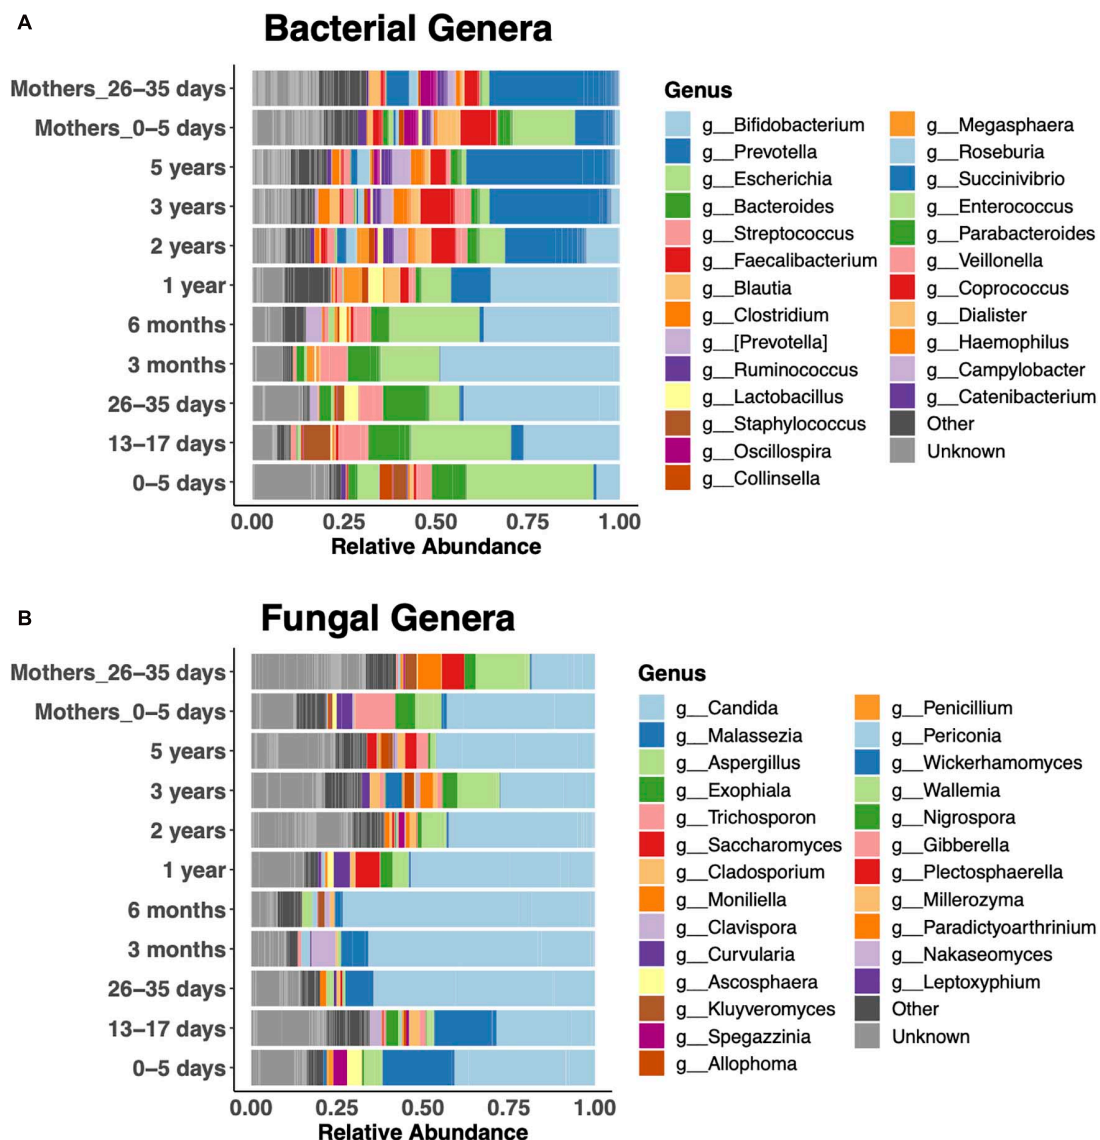 A
Bacterial Genera
Mothers_26–35 days
Mothers_0–5 days
5 years
3 years
2 years
1 year
6 months
3 months
26–35 days
13–17 days
0–5 days
0.00 0.25 0.50 0.75 1.00
Relative Abundance
Genus
g__Bifidobacterium
g__Prevotella
g__Escherichia
g__Bacteroides
g__Streptococcus
g__Faecalibacterium
g__Blautia
g__Clostridium
g__[Prevotella]
g__Ruminococcus
g__Lactobacillus
g__Staphylococcus
g__Oscillospira
g__Collinsella
g__Megasphaera
g__Roseburia
g__Succinivibrio
g__Enterococcus
g__Parabacteroides
g__Veillonella
g__Coprococcus
g__Dialister
g__Haemophilus
g__Campylobacter
g__Catenibacterium
Other
Unknown
B
Fungal Genera
Mothers_26–35 days
Mothers_0–5 days
5 years
3 years
2 years
1 year
6 months
3 months
26–35 days
13–17 days
0–5 days
0.00 0.25 0.50 0.75 1.00
Relative Abundance
Genus
g__Candida
g__Malassezia
g__Aspergillus
g__Exophiala
g__Trichosporon
g__Saccharomyces
g__Cladosporium
g__Moniliella
g__Clavispora
g__Curvularia
g__Ascosphaera
g__Kluyveromyces
g__Spegazzinia
g__Allophoma
g__Penicillium
g__Periconia
g__Wickerhamomyces
g__Wallemia
g__Nigrospora
g__Gibberella
g__Plectosphaerella
g__Millerozyma
g__Paradictyoarthrinium
g__Nakaseomyces
g__Leptoxyphium
Other
Unknown